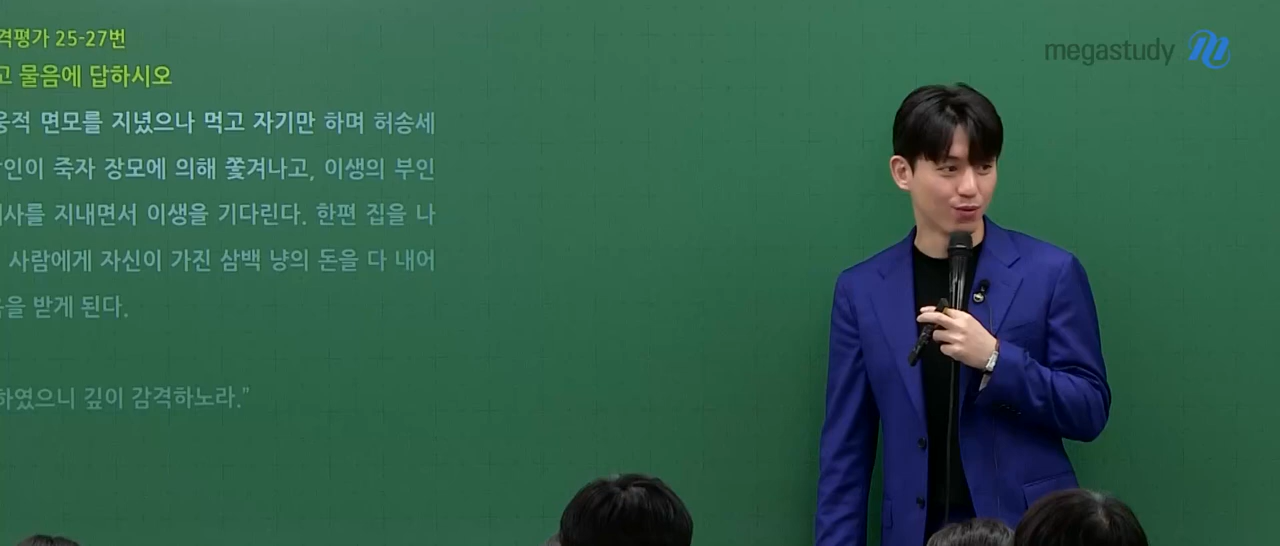 격평가 25-27번
고 물음에 답하시오
megastudy
웅적 면모를 지녔으나 먹고 자기만 하며 허송세
인이 죽자 장모에 의해 쫓겨나고, 이생의 부인
사를 지내면서 이생을 기다린다. 한편 집을 나
사람에게 자신이 가진 삼백 냥의 돈을 다 내어
을 받게 된다.
하였으니 깊이 감격하노라.”